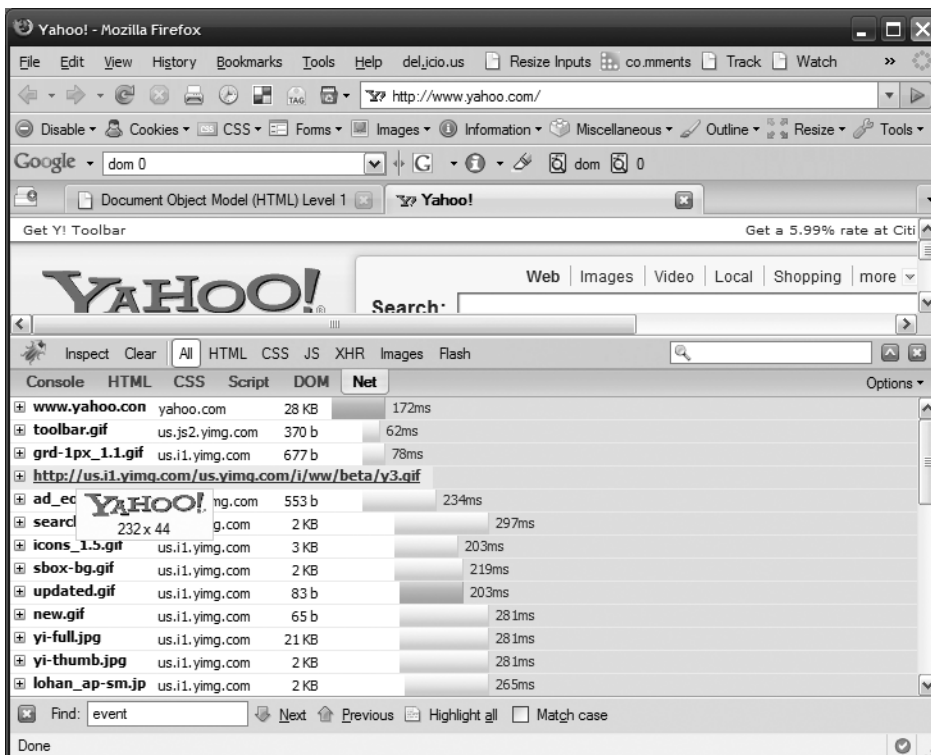 Yahoo! - Mozilla Firefox
File Edit View History Bookmarks Tools Help del.icio.us Resize Inputs co.mments Track Watch »
TAG Y? http://www.yahoo.com/
Disable Cookies CSS Forms Images Information Miscellaneous Outline Resize Tools
Google dom 0 G dom 0
Document Object Model (HTML) Level 1 Y? Yahoo!
Get Y! Toolbar Get a 5.99% rate at Citi
YAHOO! ® Web Images Video Local Shopping more
Search:
Inspect Clear All HTML CSS JS XHR Images Flash
Console HTML CSS Script DOM Net Options
www.yahoo.con yahoo.com 28 KB 172ms
toolbar.gif us.js2.yimg.com 370 b 62ms
grd-1px_1.1.gif us.i1.yimg.com 677 b 78ms
http://us.i1.yimg.com/us.yimg.com/i/ww/beta/y3.gif
ad_eo mg.com 553 b 234ms
YAHOO!
searcl g.com 2 KB 297ms
232 x 44
icons_1.5.gif us.i1.yimg.com 3 KB 203ms
sbox-bg.gif us.i1.yimg.com 2 KB 219ms
updated.gif us.i1.yimg.com 83 b 203ms
new.gif us.i1.yimg.com 65 b 281ms
yi-full.jpg us.i1.yimg.com 21 KB 281ms
yi-thumb.jpg us.i1.yimg.com 2 KB 281ms
lohan_ap-sm.jp us.i1.yimg.com 2 KB 265ms
Find: event Next Previous Highlight all Match case
Done